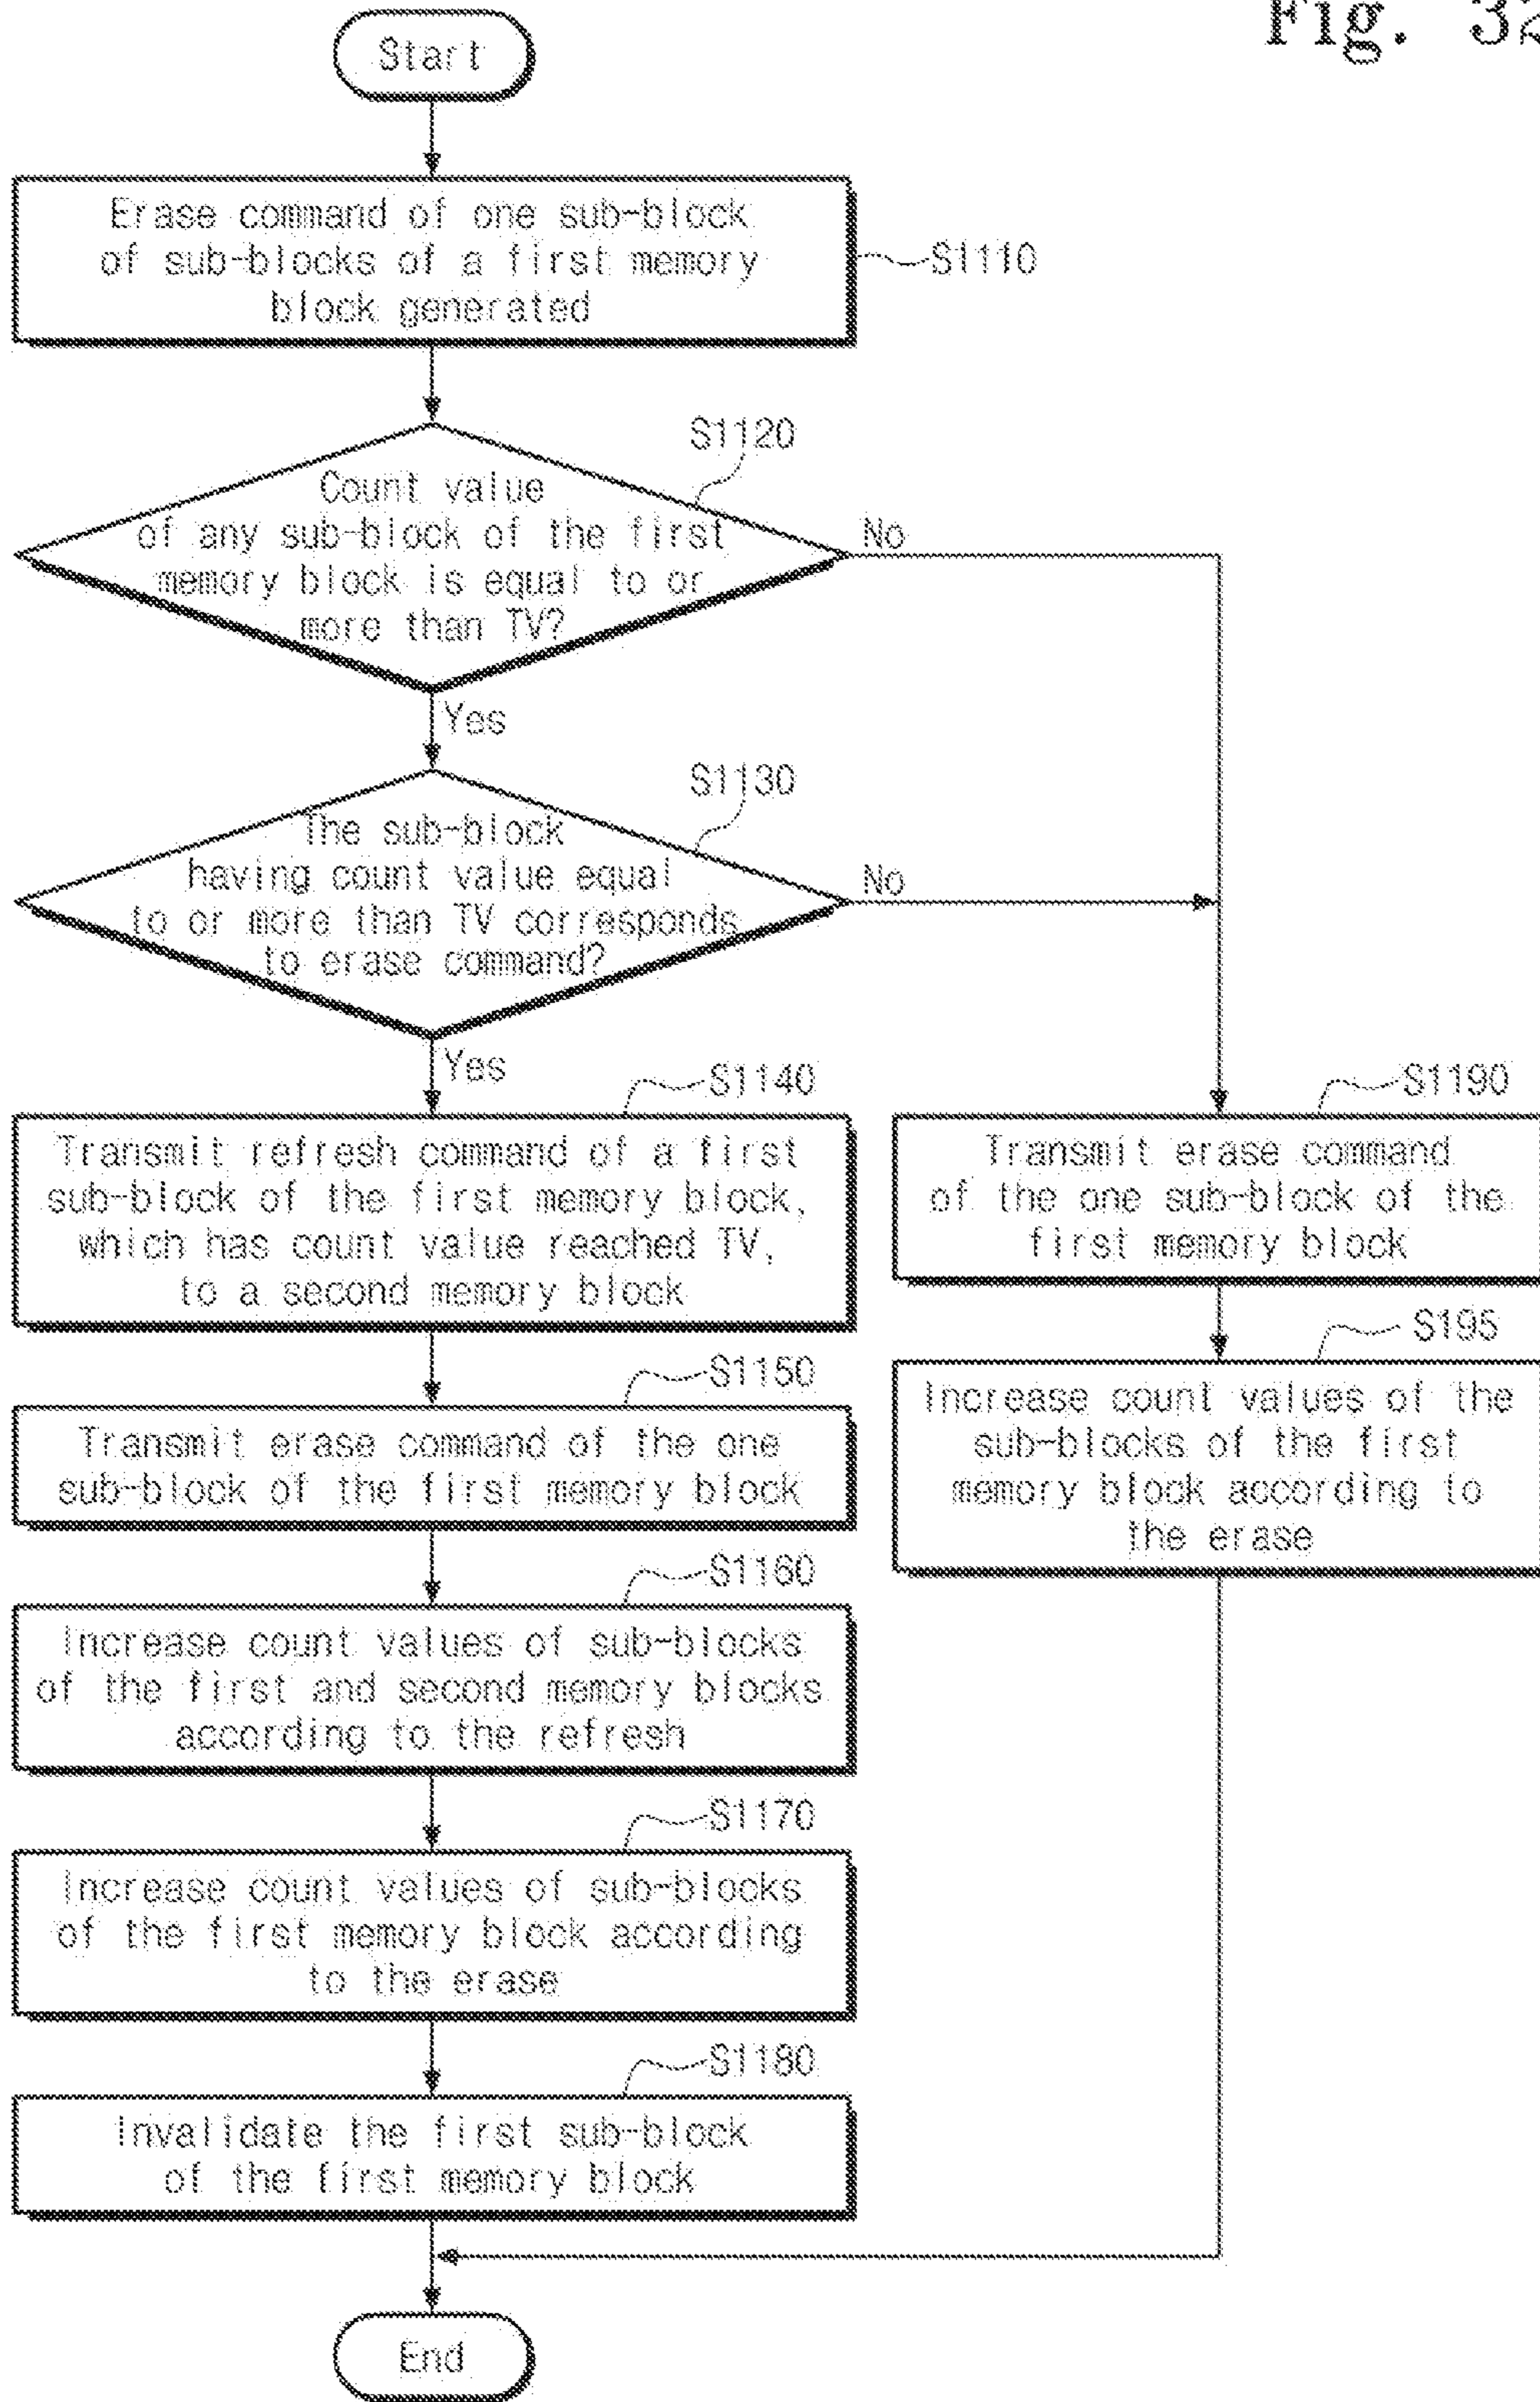 Fig. 32
Start
Erase command of one sub-block
of sub-blocks of a first memory
block generated
S1110
S1120
Count value
of any sub-block of the first
memory block is equal to or
more than TV?
No
Yes
S1130
The sub-block
having count value equal
to or more than TV corresponds
to erase command?
No
Yes
S1140
Transmit refresh command of a first
sub-block of the first memory block,
which has count value reached TV,
to a second memory block
S1190
Transmit erase command
of the one sub-block of the
first memory block
S1150
Transmit erase command of the one
sub-block of the first memory block
S195
Increase count values of the
sub-blocks of the first
memory block according to
the erase
S1160
Increase count values of sub-blocks
of the first and second memory blocks
according to the refresh
S1170
Increase count values of sub-blocks
of the first memory block according
to the erase
S1180
Invalidate the first sub-block
of the first memory block
End